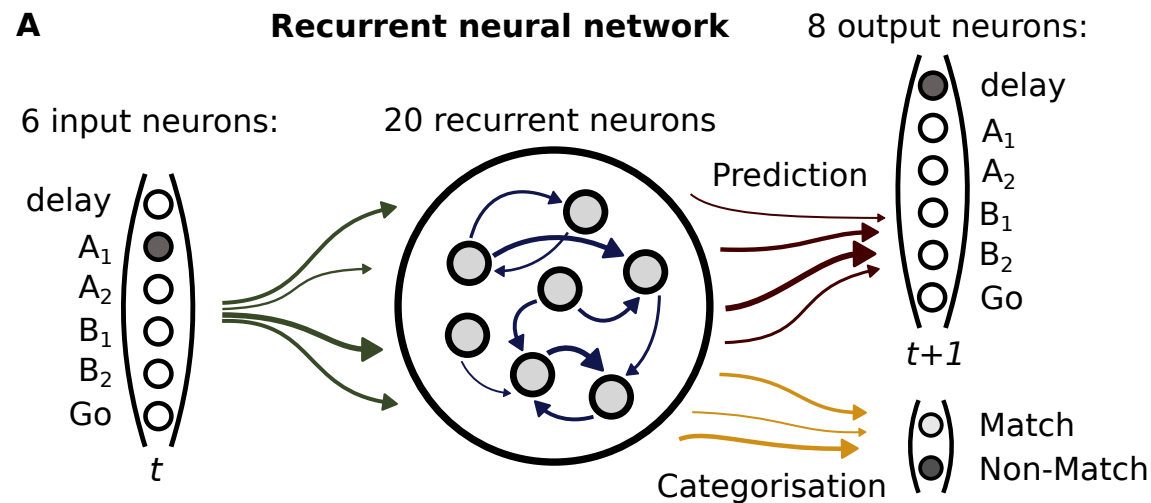 A
Recurrent neural network
6 input neurons:
delay
A₁
A₂
B₁
B₂
Go
t
20 recurrent neurons
Prediction
Categorisation
8 output neurons:
delay
A₁
A₂
B₁
B₂
Go
t+1
Match
Non-Match